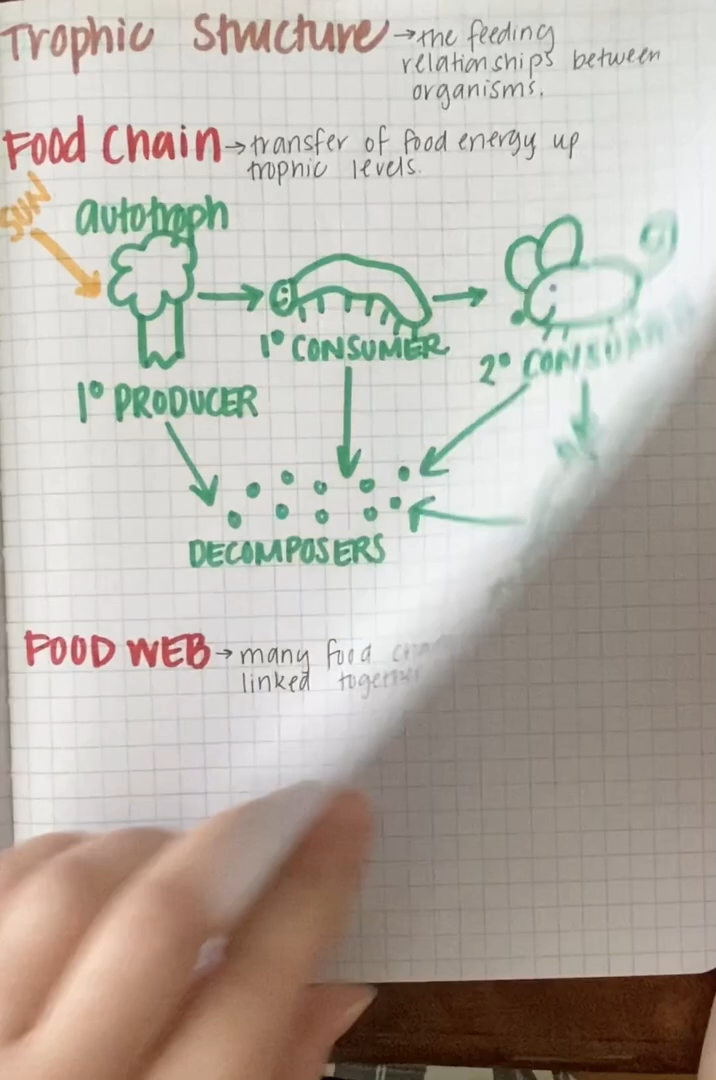 Trophic Structure → the feeding
relationships between
organisms.
Food Chain → transfer of food energy up
trophic levels.
SUN
autotroph
1° CONSUMER
2° CONSUMER
1° PRODUCER
DECOMPOSERS
FOOD WEB → many food
linked together